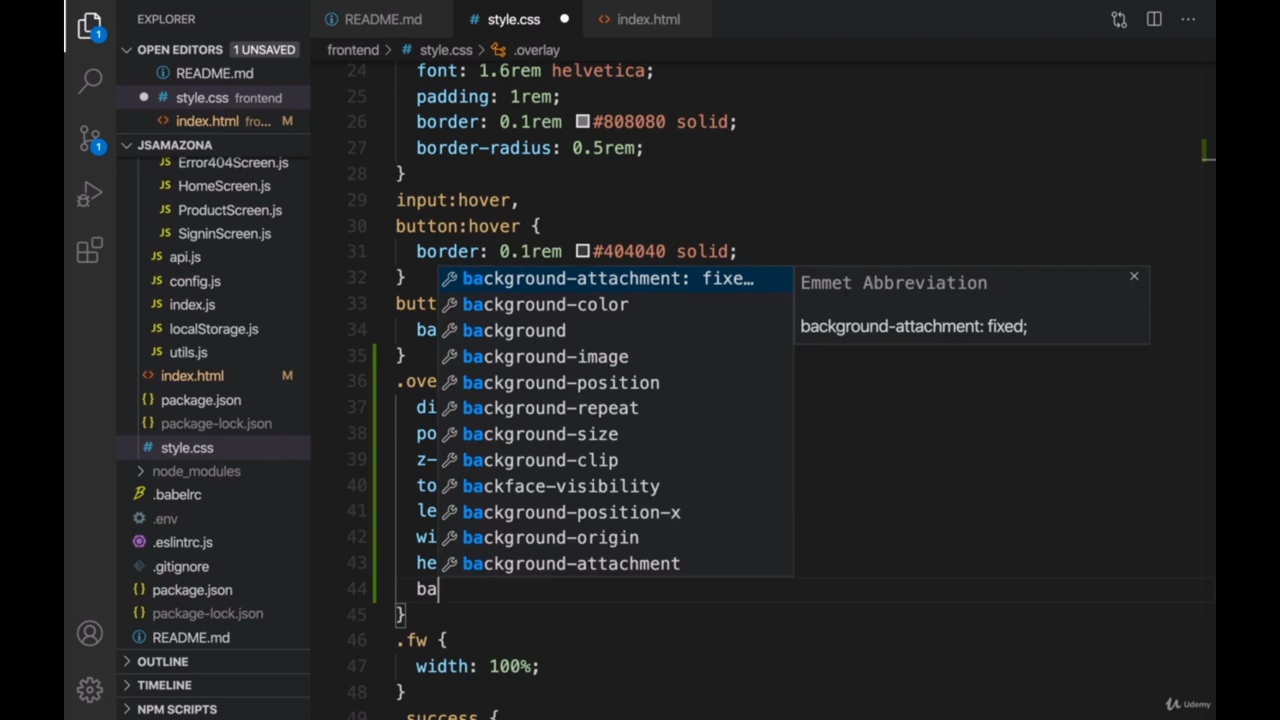 EXPLORER
OPEN EDITORS 1 UNSAVED
README.md
# style.css frontend
<> index.html fro... M
JSAMAZONA
JS Error404Screen.js
JS HomeScreen.js
JS ProductScreen.js
JS SigninScreen.js
JS api.js
JS config.js
JS index.js
JS localStorage.js
JS utils.js
<> index.html M
{} package.json
{} package-lock.json
# style.css
> node_modules
.babelrc
.env
.eslintrc.js
.gitignore
{} package.json
{} package-lock.json
README.md
> OUTLINE
> TIMELINE
> NPM SCRIPTS
1
1
README.md # style.css <> index.html
frontend > # style.css > .overlay
24 font: 1.6rem helvetica;
25 padding: 1rem;
26 border: 0.1rem #808080 solid;
27 border-radius: 0.5rem;
28 }
29 input:hover,
30 button:hover {
31 border: 0.1rem #404040 solid;
32 }
33 butt
34 ba
35 }
36 .ove
37 di
38 po
39 z-
40 to
41 le
42 wi
43 he
44 ba
45 }
46 .fw {
47 width: 100%;
48 }
49 .success {
background-attachment: fixe…
background-color
background
background-image
background-position
background-repeat
background-size
background-clip
backface-visibility
background-position-x
background-origin
background-attachment
Emmet Abbreviation
background-attachment: fixed;
Udemy